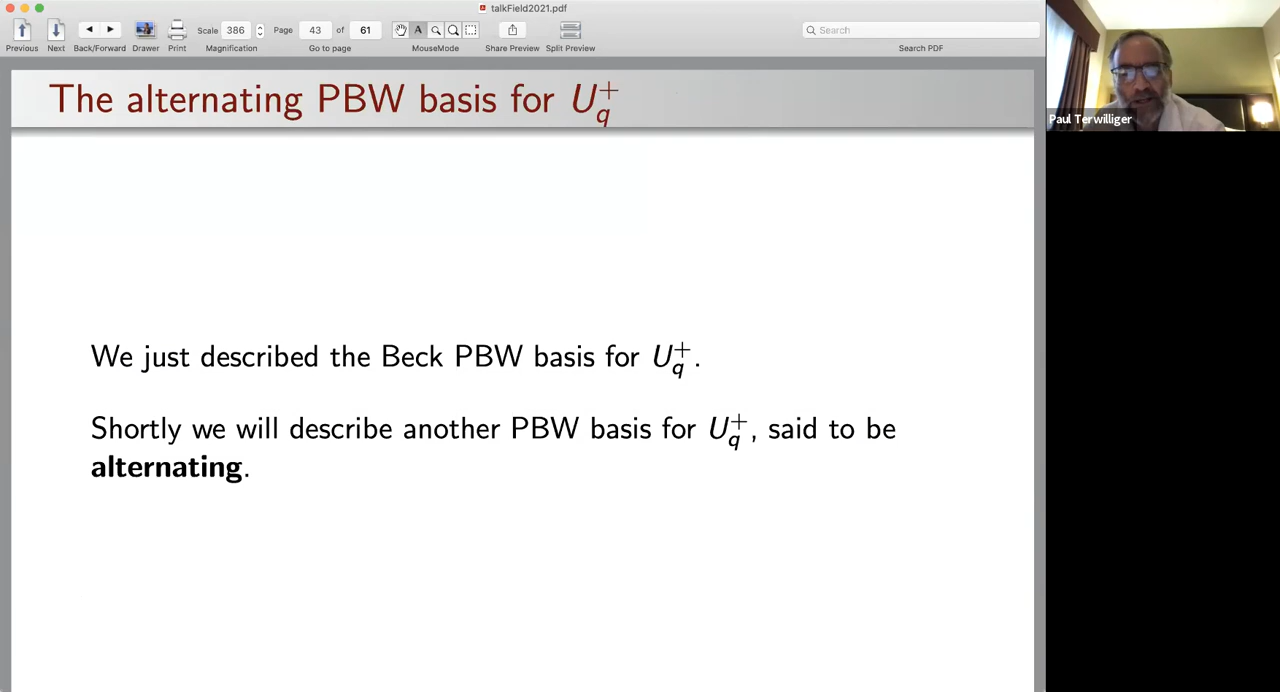 talkField2021.pdf
Scale 386 Page 43 of 61 A Search
Previous Next Back/Forward Drawer Print Magnification Go to page MouseMode Share Preview Split Preview Search PDF
The alternating PBW basis for U_q^+
Paul Terwilliger
We just described the Beck PBW basis for U_q^+.
Shortly we will describe another PBW basis for U_q^+, said to be
alternating.